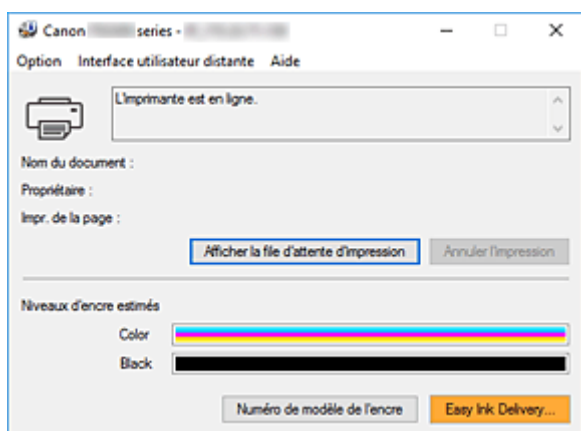 Canon series -
Option Interface utilisateur distante Aide
L'imprimante est en ligne.
Nom du document :
Propriétaire :
Impr. de la page :
Afficher la file d'attente d'impression Annuler l'impression
Niveaux d'encre estimés
Color
Black
Numéro de modèle de l'encre Easy Ink Delivery...